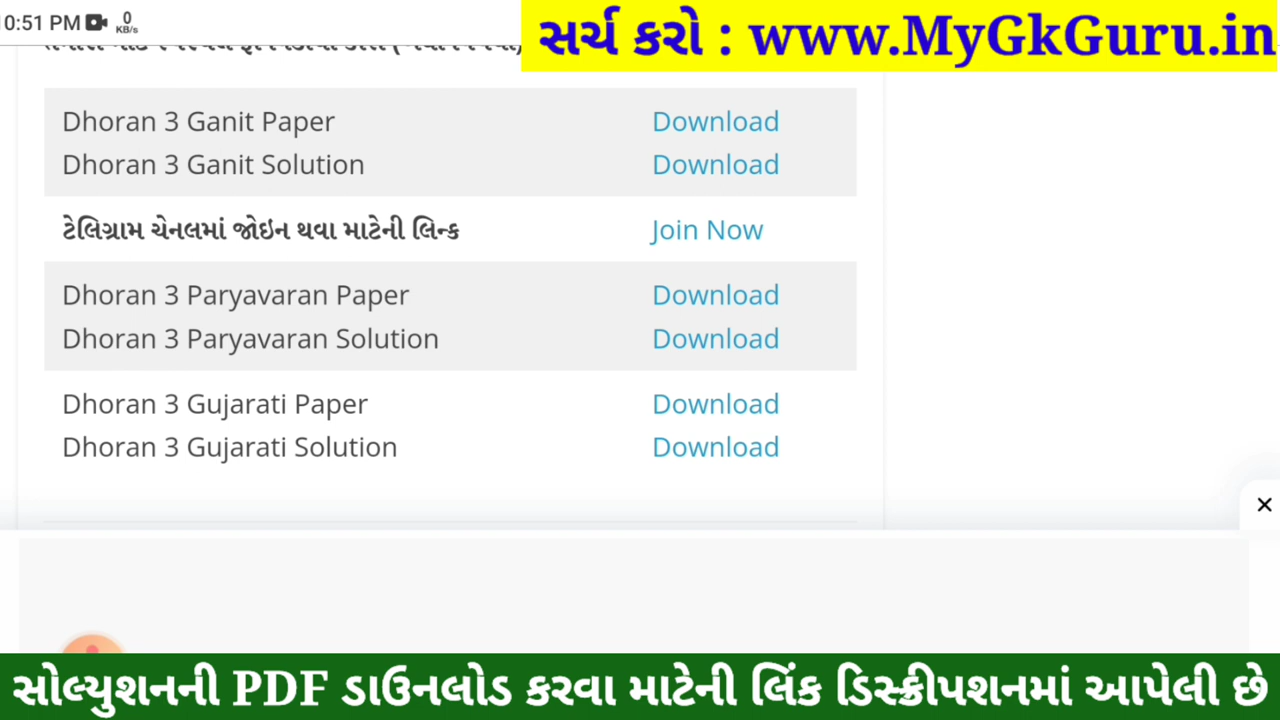 10:51 PM 0 KB/s
સર્ચ કરો : www.MyGkGuru.in
Dhoran 3 Ganit Paper Download
Dhoran 3 Ganit Solution Download
ટેલિગ્રામ ચેનલમાં જોઇન થવા માટેની લિન્ક Join Now
Dhoran 3 Paryavaran Paper Download
Dhoran 3 Paryavaran Solution Download
Dhoran 3 Gujarati Paper Download
Dhoran 3 Gujarati Solution Download
સોલ્યુશનની PDF ડાઉનલોડ કરવા માટેની લિંક ડિસ્ક્રીપશનમાં આપેલી છે